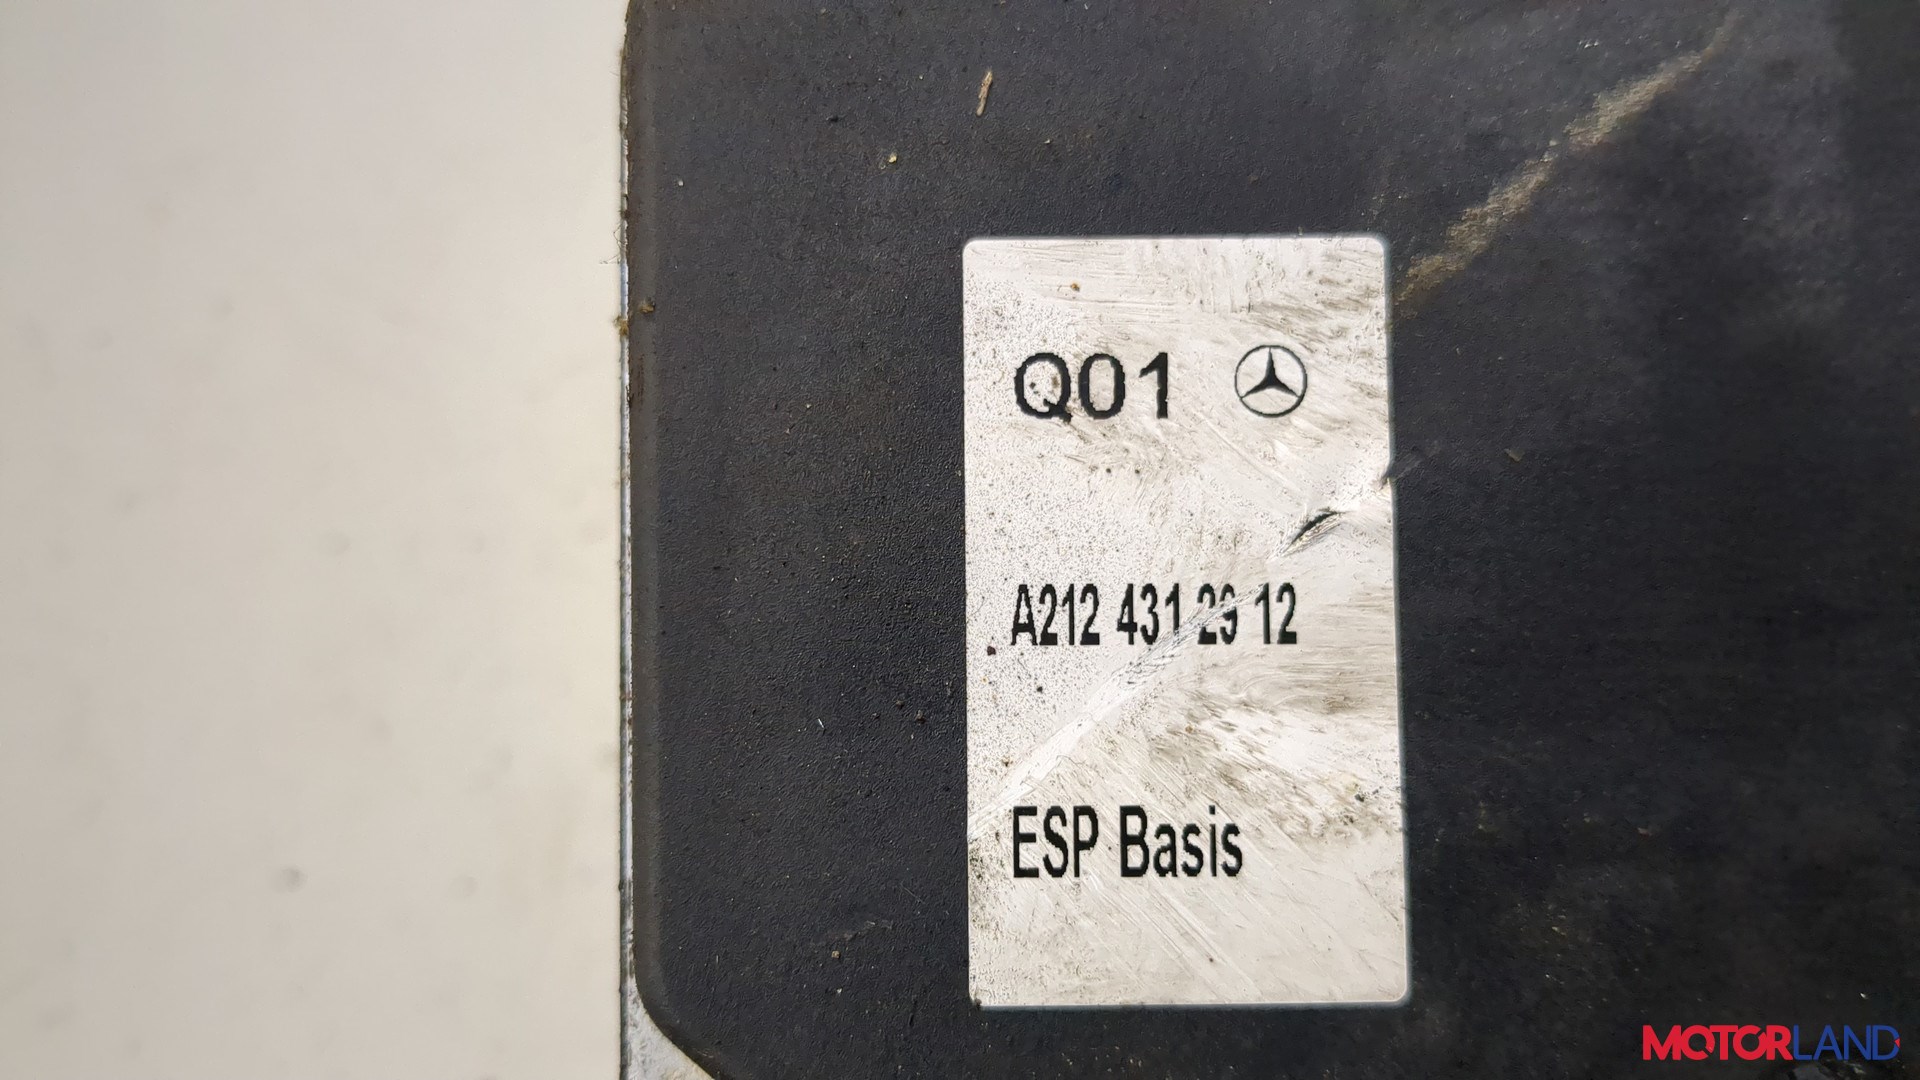 Q01
A212 431 29 12
ESP Basis
MOTORLAND